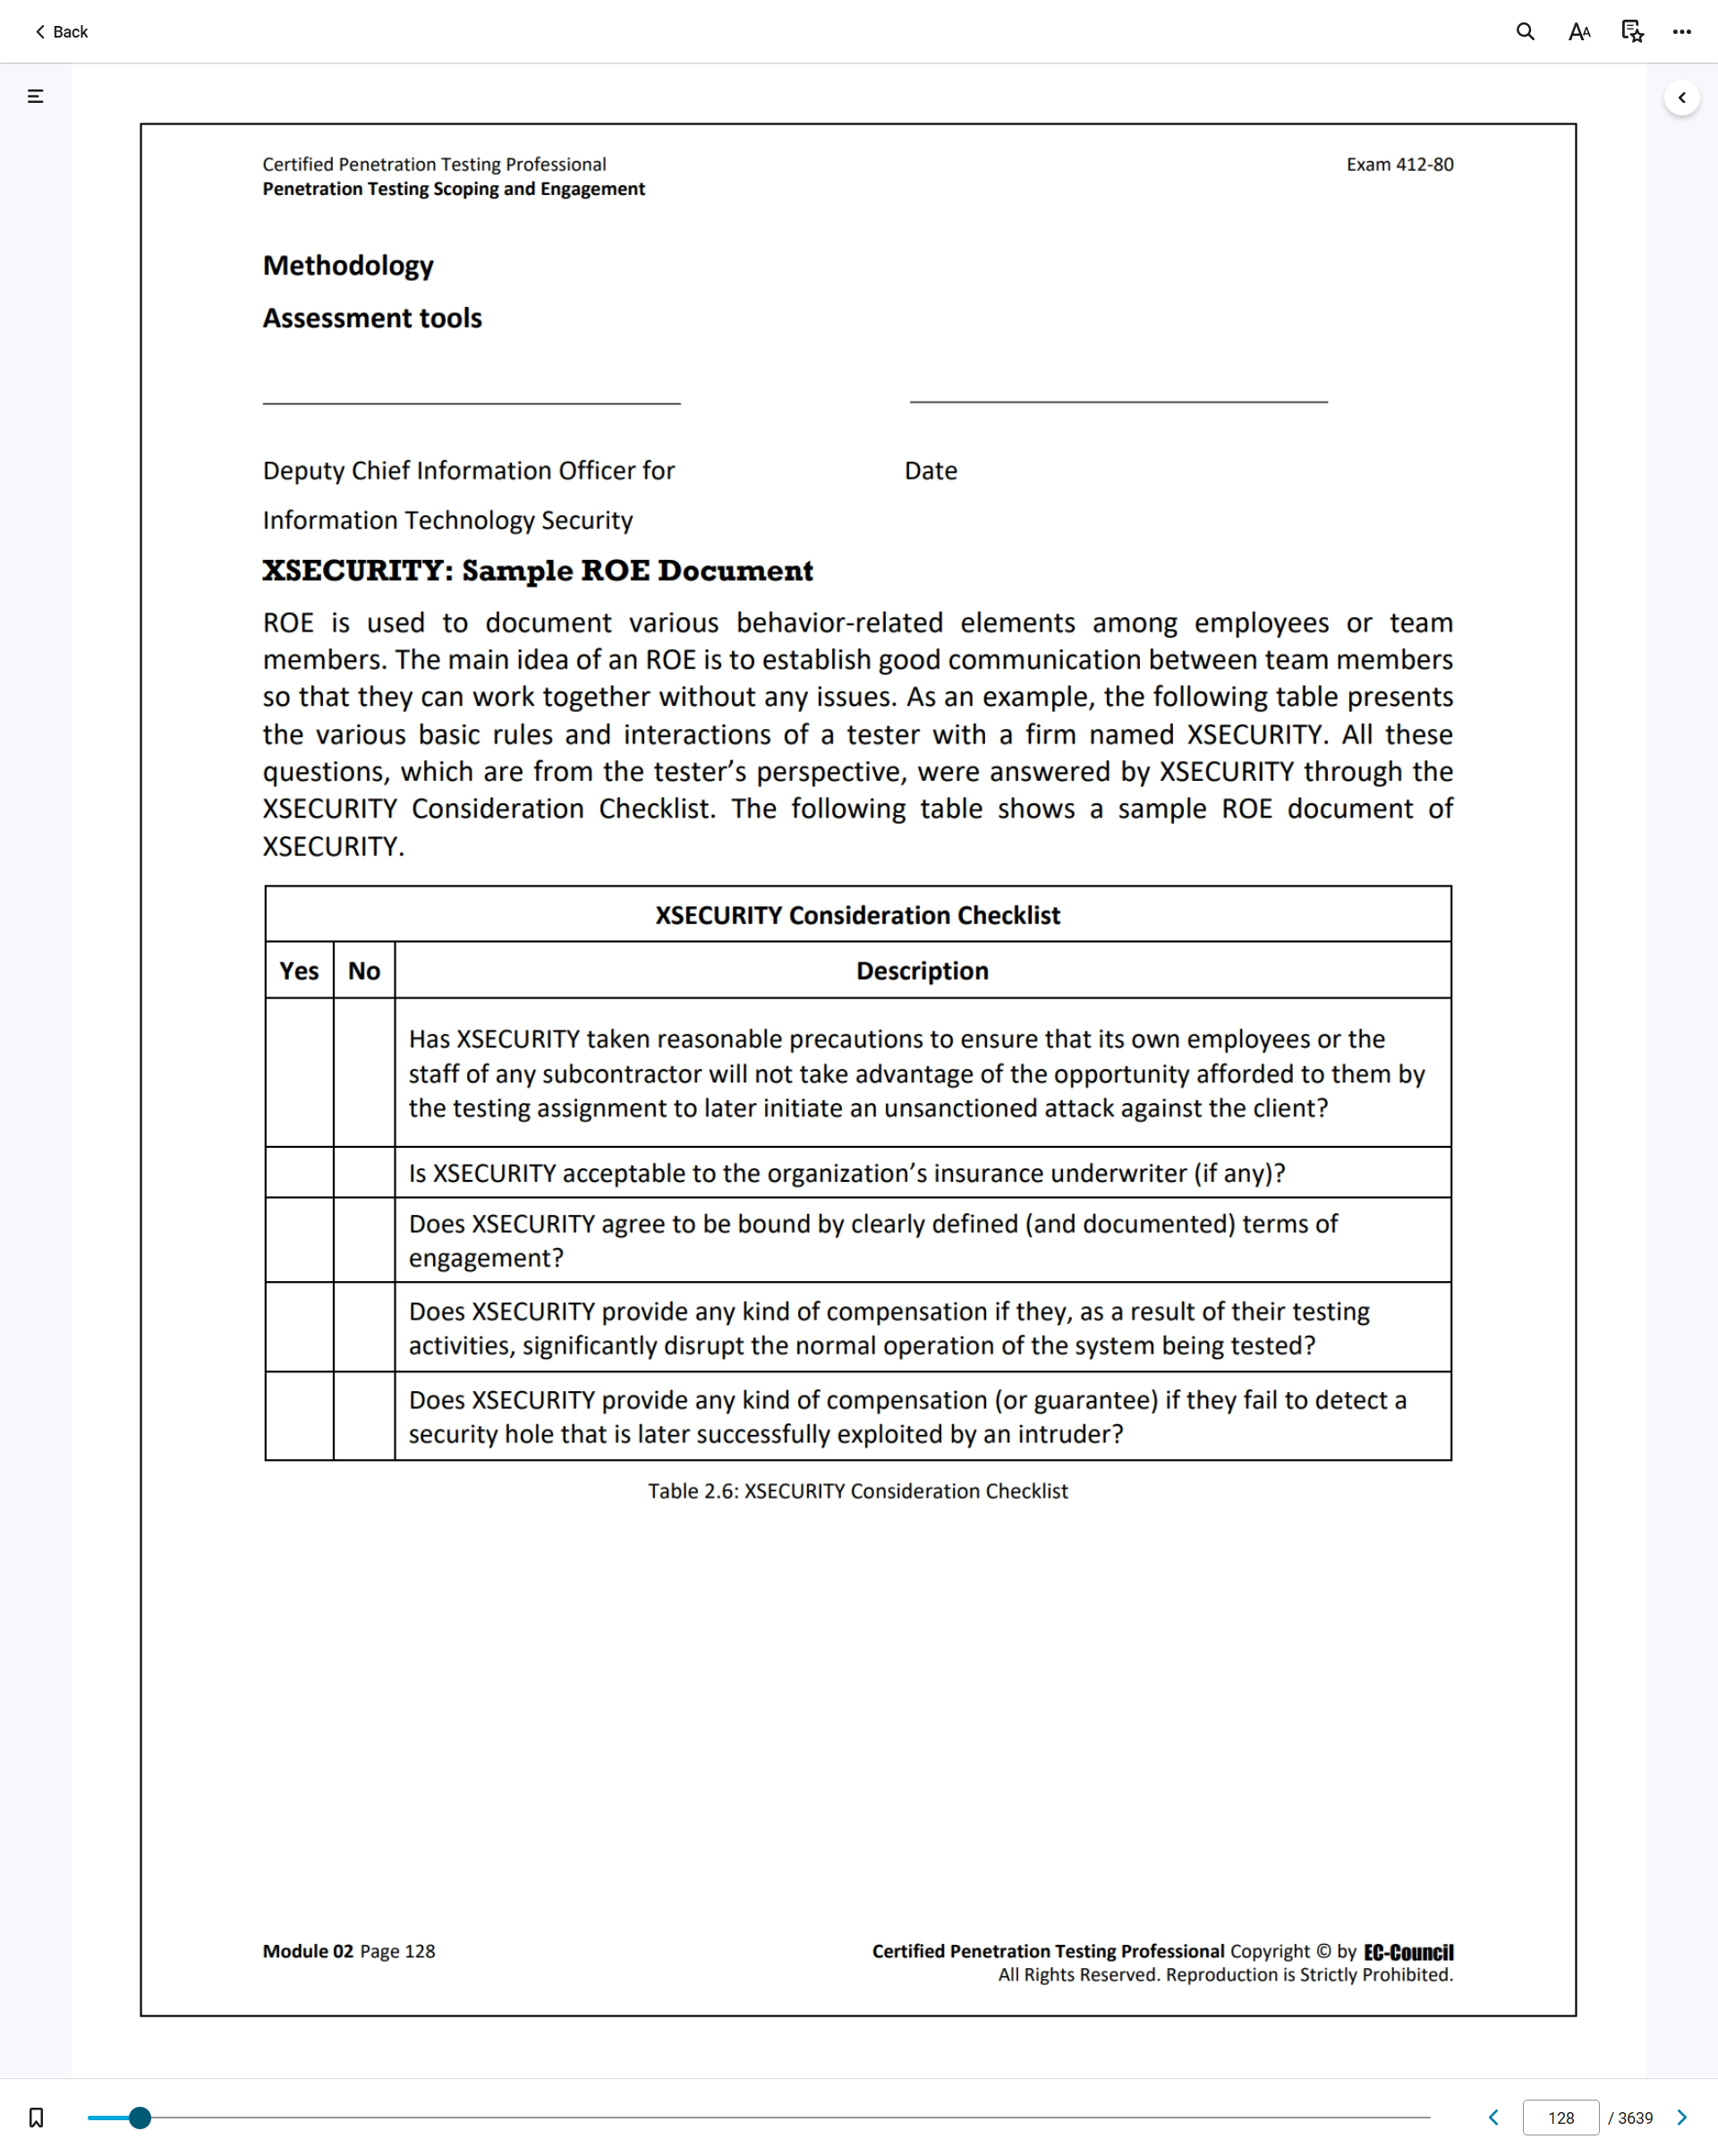 Back
Certified Penetration Testing Professional
Exam 412-80
Penetration Testing Scoping and Engagement
Methodology
Assessment tools
Deputy Chief Information Officer for
Date
Information Technology Security
XSECURITY: Sample ROE Document
ROE is used to document various behavior-related elements among employees or team
members. The main idea of an ROE is to establish good communication between team members
so that they can work together without any issues. As an example, the following table presents
the various basic rules and interactions of a tester with a firm named XSECURITY. All these
questions, which are from the tester’s perspective, were answered by XSECURITY through the
XSECURITY Consideration Checklist. The following table shows a sample ROE document of
XSECURITY.
XSECURITY Consideration Checklist
Yes No Description
Has XSECURITY taken reasonable precautions to ensure that its own employees or the
staff of any subcontractor will not take advantage of the opportunity afforded to them by
the testing assignment to later initiate an unsanctioned attack against the client?
Is XSECURITY acceptable to the organization’s insurance underwriter (if any)?
Does XSECURITY agree to be bound by clearly defined (and documented) terms of
engagement?
Does XSECURITY provide any kind of compensation if they, as a result of their testing
activities, significantly disrupt the normal operation of the system being tested?
Does XSECURITY provide any kind of compensation (or guarantee) if they fail to detect a
security hole that is later successfully exploited by an intruder?
Table 2.6: XSECURITY Consideration Checklist
Module 02 Page 128
Certified Penetration Testing Professional Copyright © by EC-Council
All Rights Reserved. Reproduction is Strictly Prohibited.
128 / 3639